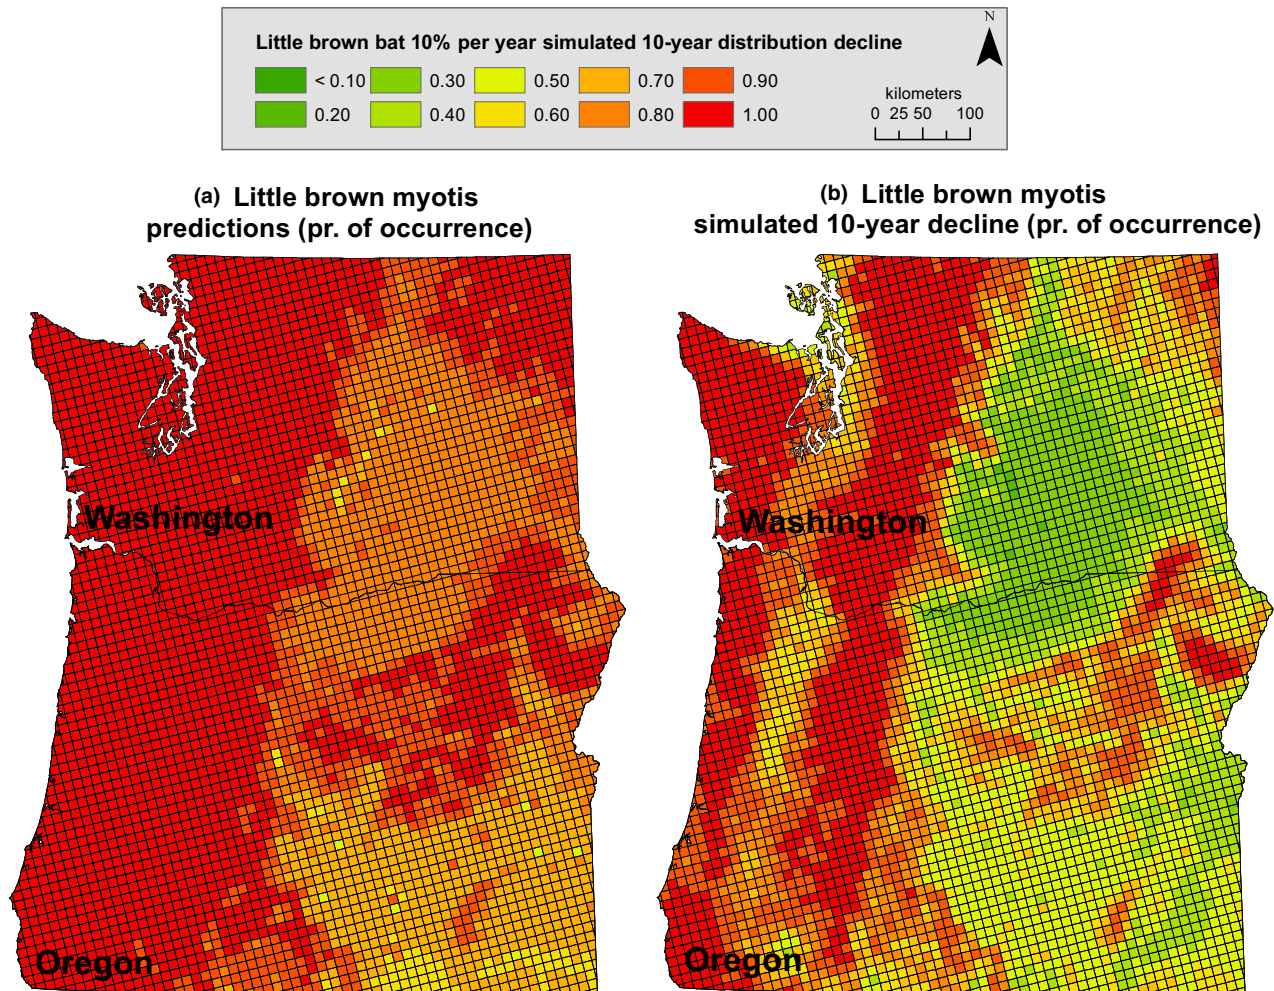 N
Little brown bat 10% per year simulated 10-year distribution decline
< 0.10 0.30 0.50 0.70 0.90
0.20 0.40 0.60 0.80 1.00
kilometers
0 25 50 100
(a) Little brown myotis
predictions (pr. of occurrence)
(b) Little brown myotis
simulated 10-year decline (pr. of occurrence)
Washington
Washington
Oregon
Oregon